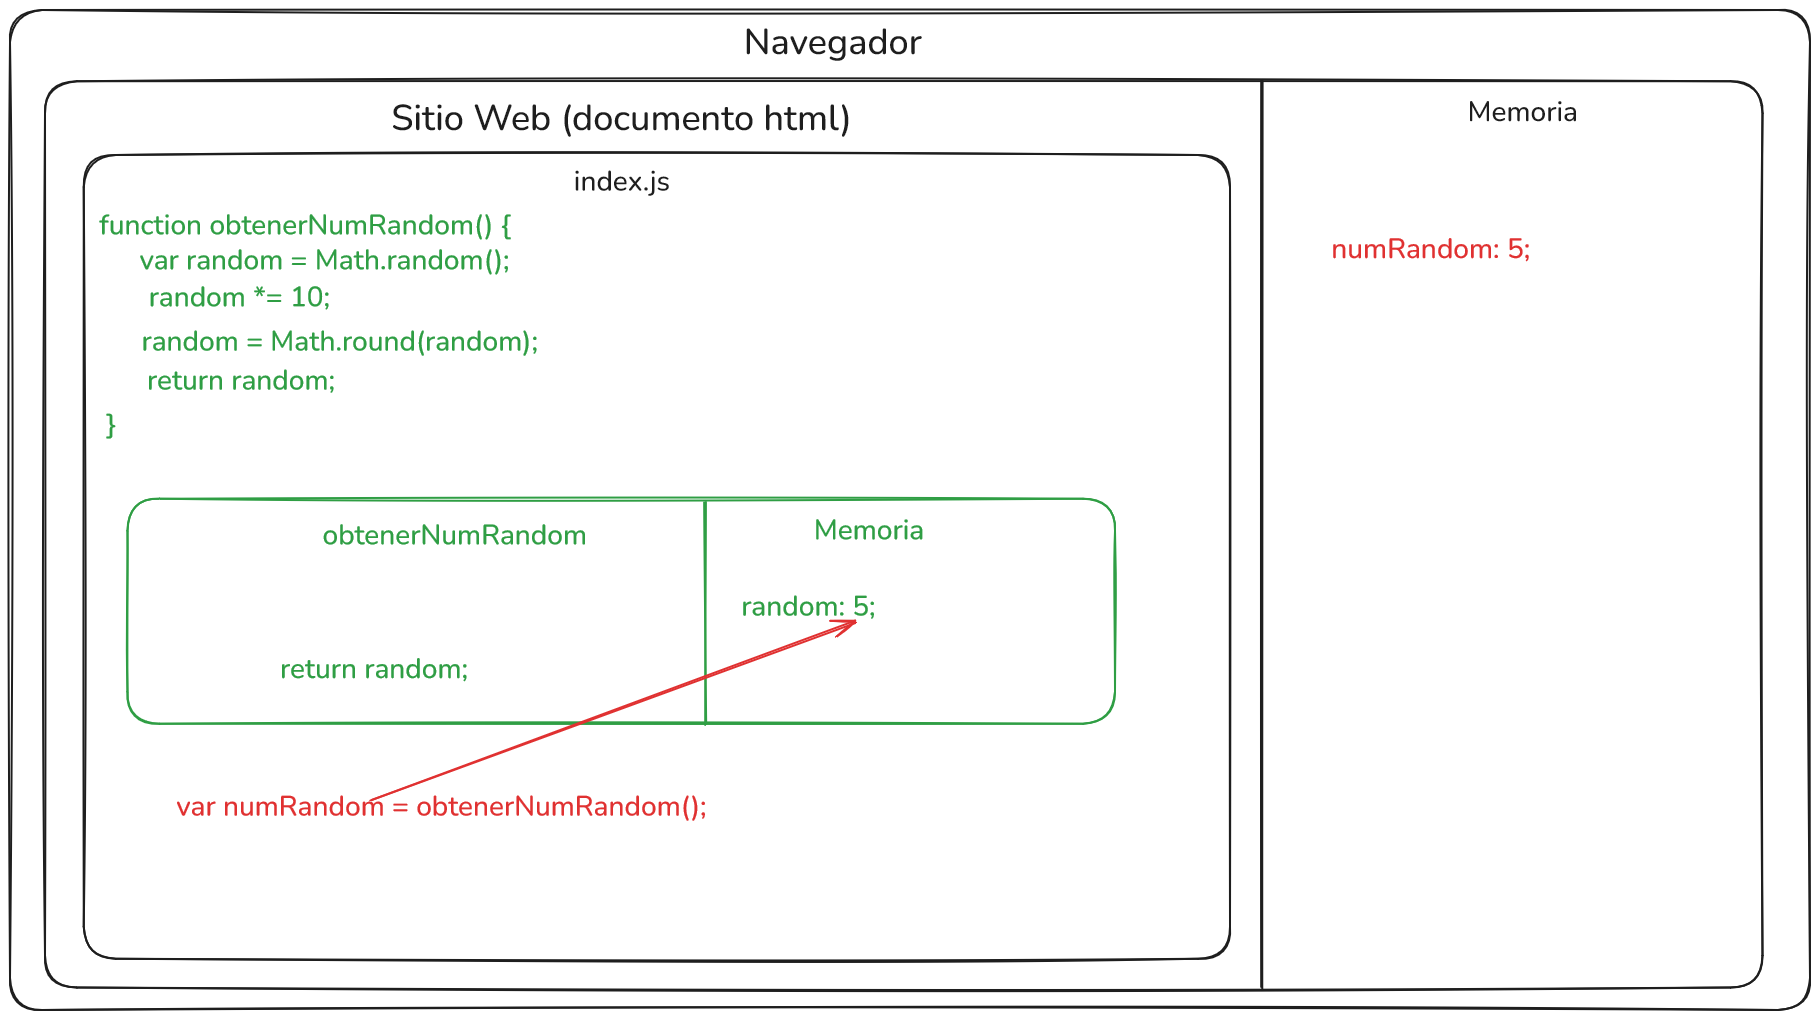 Navegador
Sitio Web (documento html)
Memoria
index.js
function obtenerNumRandom() {
var random = Math.random();
random *= 10;
random = Math.round(random);
return random;
}
numRandom: 5;
obtenerNumRandom
Memoria
random: 5;
return random;
var numRandom = obtenerNumRandom();